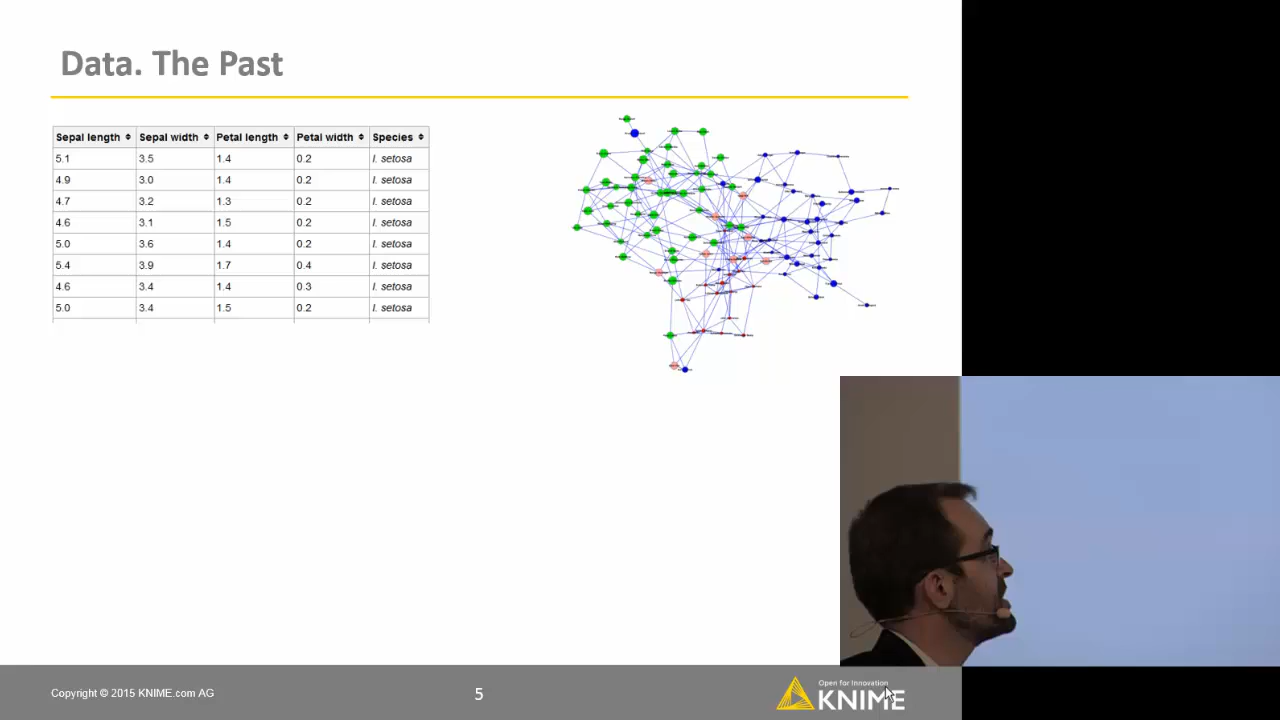 Data. The Past
Sepal length Sepal width Petal length Petal width Species
5.1 3.5 1.4 0.2 I. setosa
4.9 3.0 1.4 0.2 I. setosa
4.7 3.2 1.3 0.2 I. setosa
4.6 3.1 1.5 0.2 I. setosa
5.0 3.6 1.4 0.2 I. setosa
5.4 3.9 1.7 0.4 I. setosa
4.6 3.4 1.4 0.3 I. setosa
5.0 3.4 1.5 0.2 I. setosa
Copyright © 2015 KNIME.com AG
5
Open for Innovation
KNIME